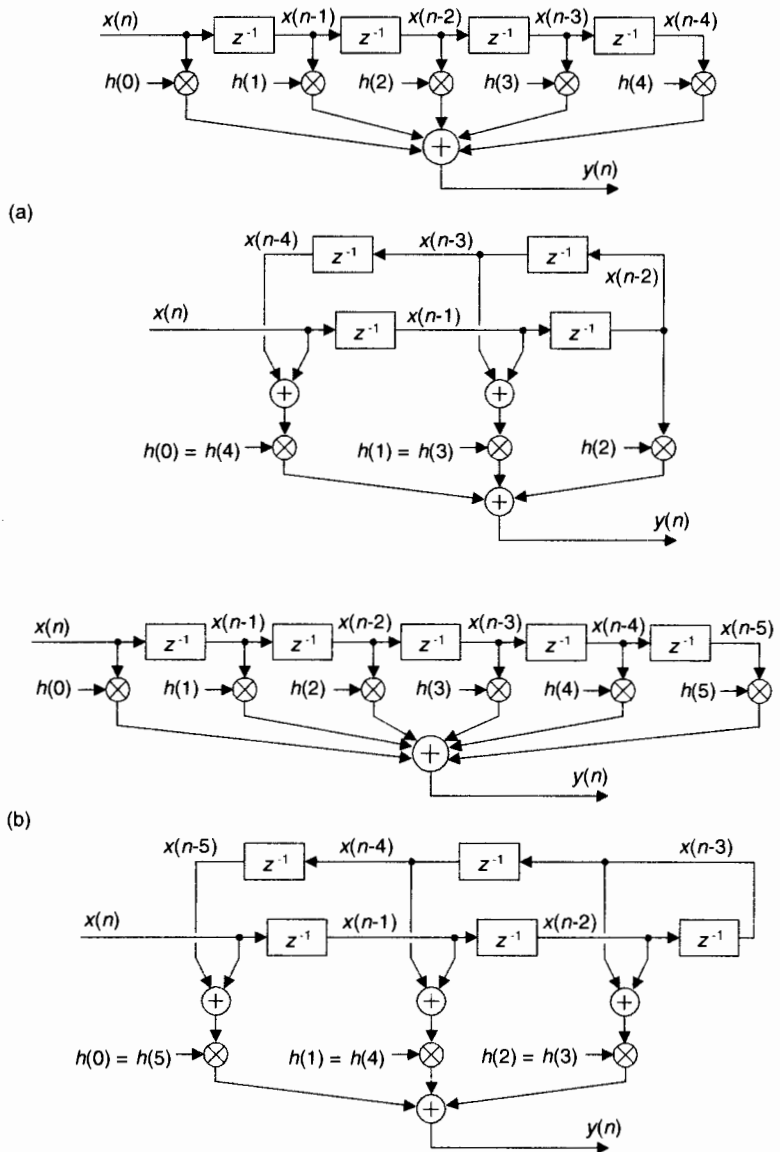 x(n) z⁻¹ x(n-1) z⁻¹ x(n-2) z⁻¹ x(n-3) z⁻¹ x(n-4)
h(0) h(1) h(2) h(3) h(4)
+
y(n)
(a)
x(n-4) z⁻¹ x(n-3) z⁻¹ x(n-2)
x(n) z⁻¹ x(n-1) z⁻¹
+ +
h(0) = h(4) h(1) = h(3) h(2)
+
y(n)
x(n) z⁻¹ x(n-1) z⁻¹ x(n-2) z⁻¹ x(n-3) z⁻¹ x(n-4) z⁻¹ x(n-5)
h(0) h(1) h(2) h(3) h(4) h(5)
+
y(n)
(b)
x(n-5) z⁻¹ x(n-4) z⁻¹ x(n-3)
x(n) z⁻¹ x(n-1) z⁻¹ x(n-2) z⁻¹
+ + +
h(0) = h(5) h(1) = h(4) h(2) = h(3)
+
y(n)